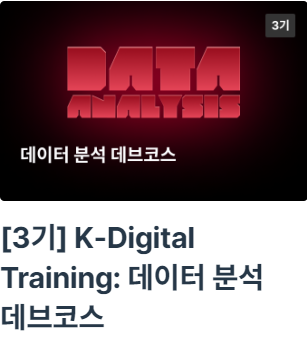 3기
DATA
ANALYSIS
데이터 분석 데브코스
[3기] K-Digital
Training: 데이터 분석
데브코스